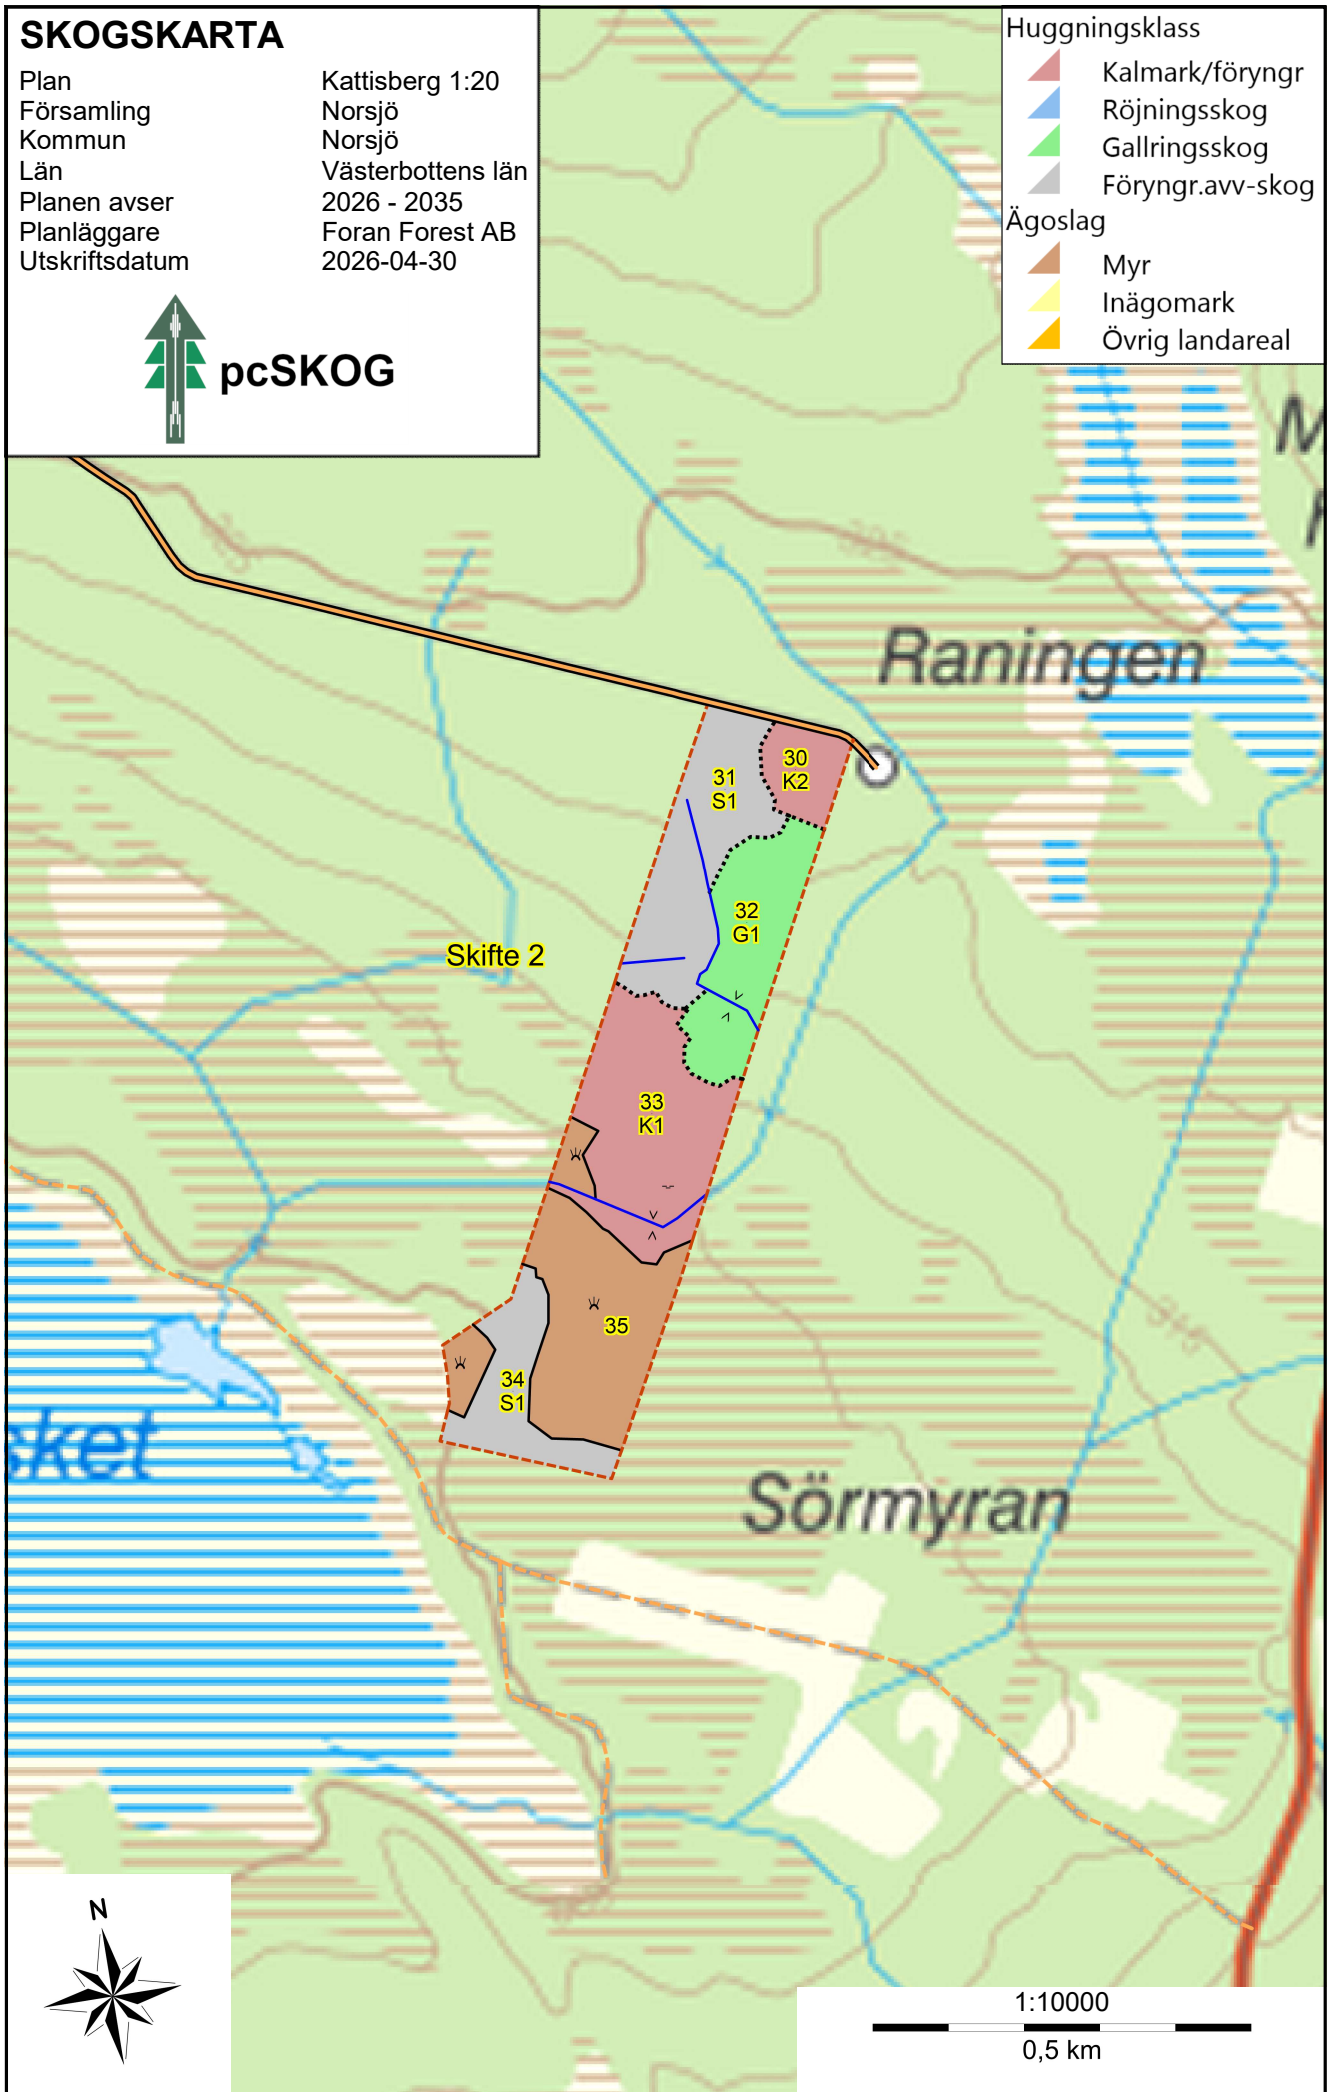 SKOGSKARTA
Plan Kattisberg 1:20
Församling Norsjö
Kommun Norsjö
Län Västerbottens län
Planen avser 2026 - 2035
Planläggare Foran Forest AB
Utskriftsdatum 2026-04-30
pcSKOG
Huggningsklass
Kalmark/föryngr
Röjningsskog
Gallringsskog
Föryngr.avv-skog
Ägoslag
Myr
Inägomark
Övrig landareal
M
Raningen
30
K2
31
S1
32
G1
Skifte 2
33
K1
35
34
S1
315
sket
Sörmyran
N
1:10000
0,5 km